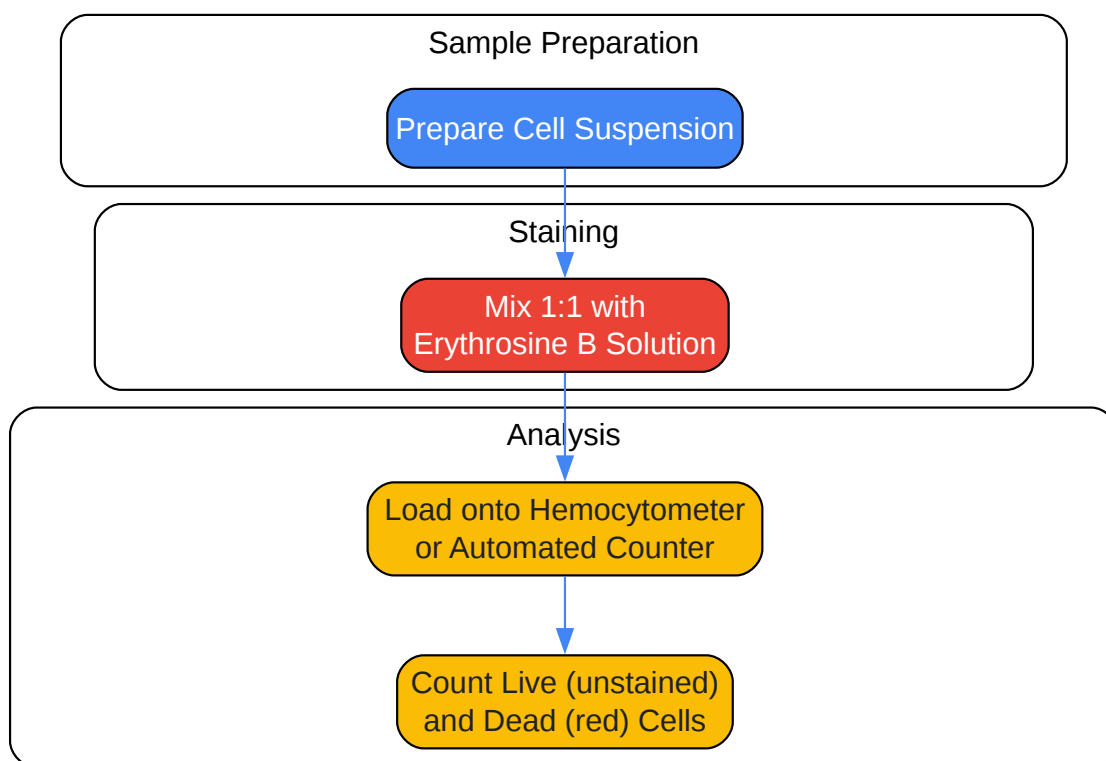 Sample Preparation
Prepare Cell Suspension
Staining
Mix 1:1 with
Erythrosine B Solution
Analysis
Load onto Hemocytometer
or Automated Counter
Count Live (unstained)
and Dead (red) Cells